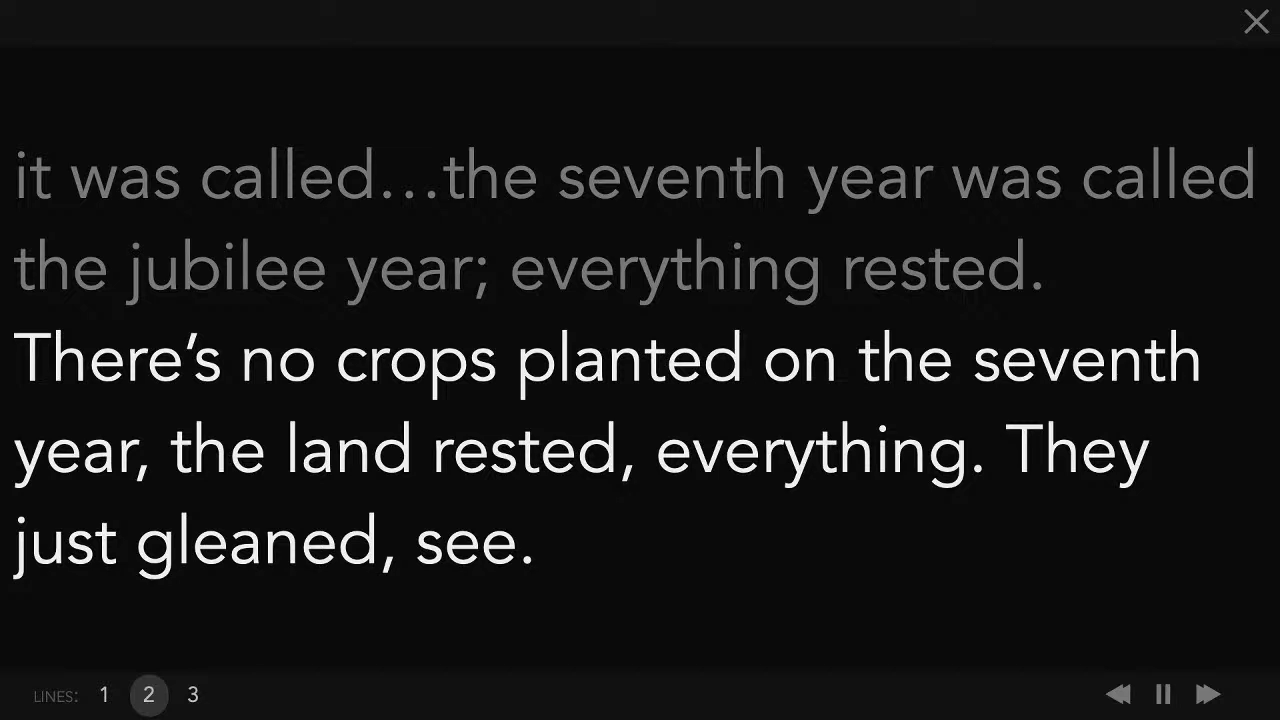 it was called…the seventh year was called
the jubilee year; everything rested.
There’s no crops planted on the seventh
year, the land rested, everything. They
just gleaned, see.
LINES: 1 2 3